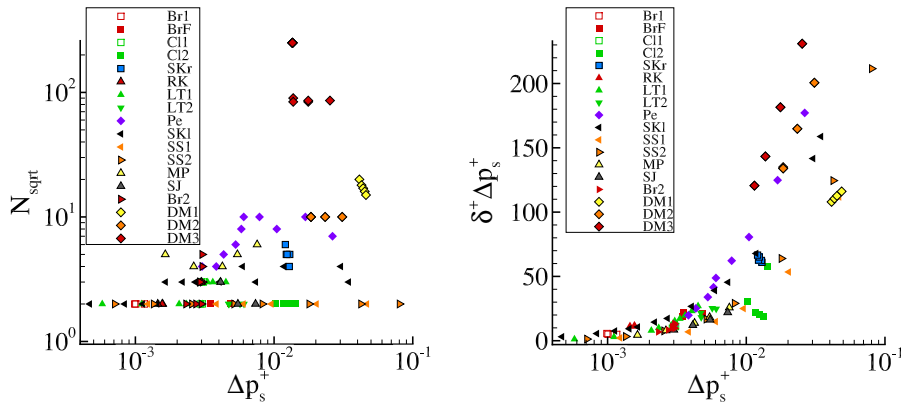 Br1
BrF
Cl1
Cl2
SKr
RK
LT1
LT2
Pe
SKl
SS1
SS2
MP
SJ
Br2
DM1
DM2
DM3
10^2
10^1
10^0
N_sqrt
10^-3
10^-2
10^-1
Δp_s^+
Br1
BrF
Cl1
Cl2
SKr
RK
LT1
LT2
Pe
SKl
SS1
SS2
MP
SJ
Br2
DM1
DM2
DM3
200
150
100
50
0
δ^+Δp_s^+
10^-3
10^-2
10^-1
Δp_s^+